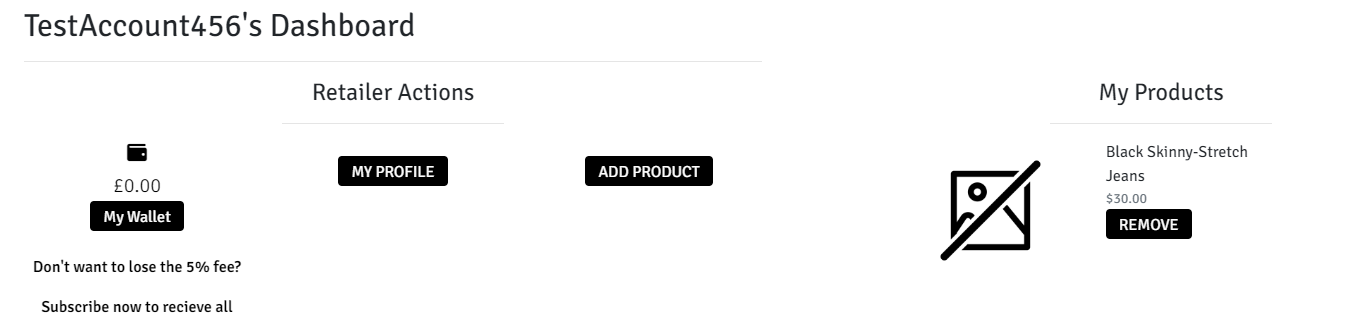 TestAccount456's Dashboard
Retailer Actions
£0.00
My Wallet
MY PROFILE
ADD PRODUCT
Don't want to lose the 5% fee?
Subscribe now to recieve all
My Products
Black Skinny-Stretch
Jeans
$30.00
REMOVE